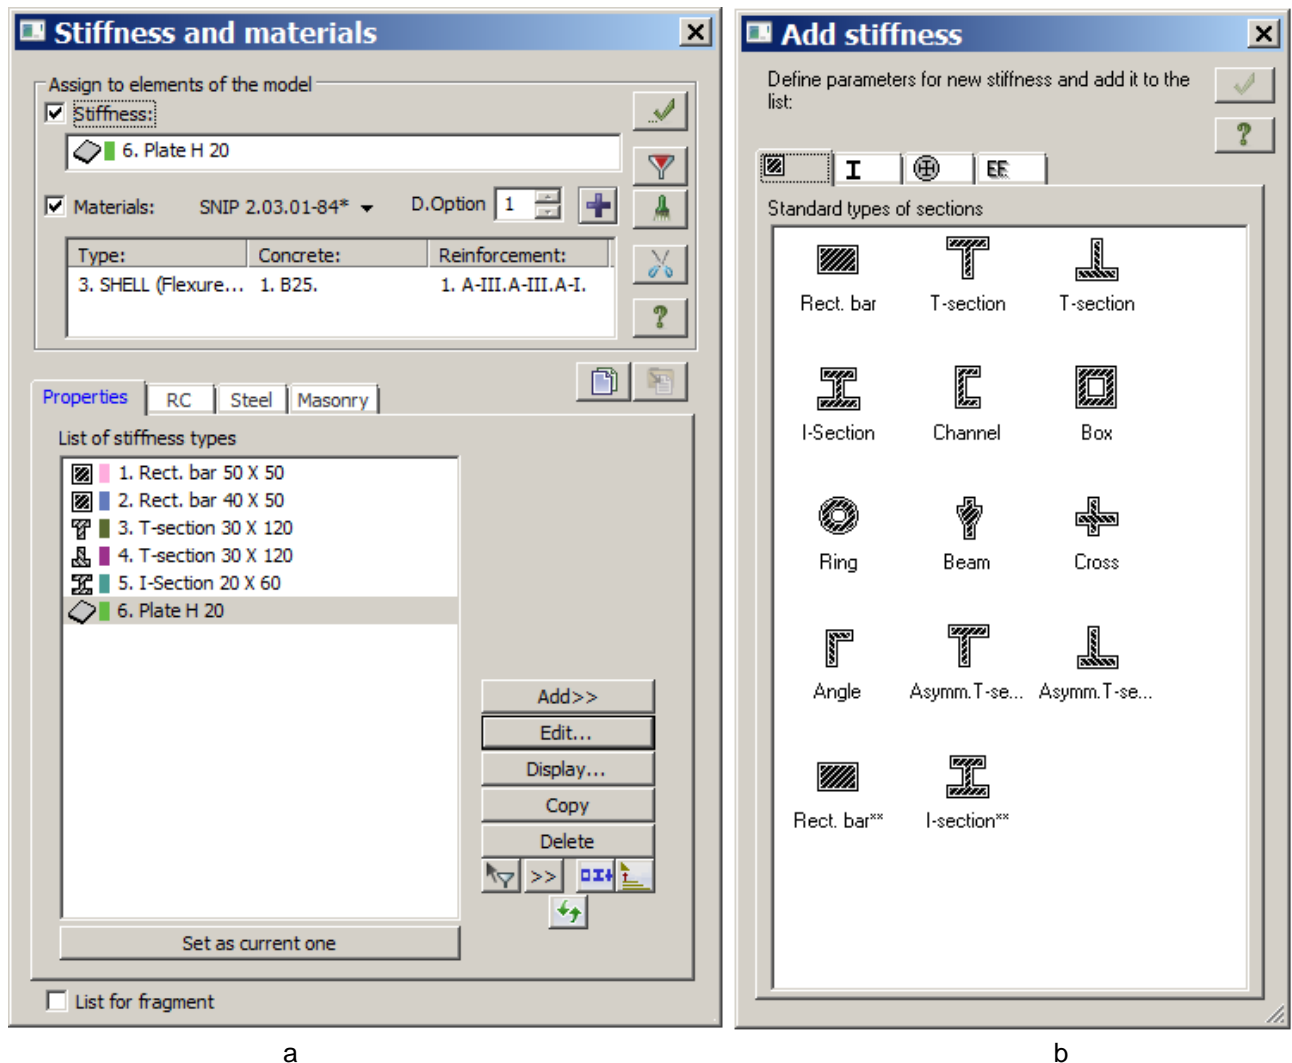 Stiffness and materials
Assign to elements of the model
Stiffness:
6. Plate H 20
Materials: SNIP 2.03.01-84* D.Option 1
Type: Concrete: Reinforcement:
3. SHELL (Flexure... 1. B25. 1. A-III.A-III.A-I.
Properties RC Steel Masonry
List of stiffness types
1. Rect. bar 50 X 50
2. Rect. bar 40 X 50
3. T-section 30 X 120
4. T-section 30 X 120
5. I-Section 20 X 60
6. Plate H 20
Add>>
Edit...
Display...
Copy
Delete
>>
Set as current one
List for fragment
a
Add stiffness
Define parameters for new stiffness and add it to the
list:
I EF
Standard types of sections
Rect. bar T-section T-section
I-Section Channel Box
Ring Beam Cross
Angle Asymm.T-se... Asymm.T-se...
Rect. bar** I-section**
b